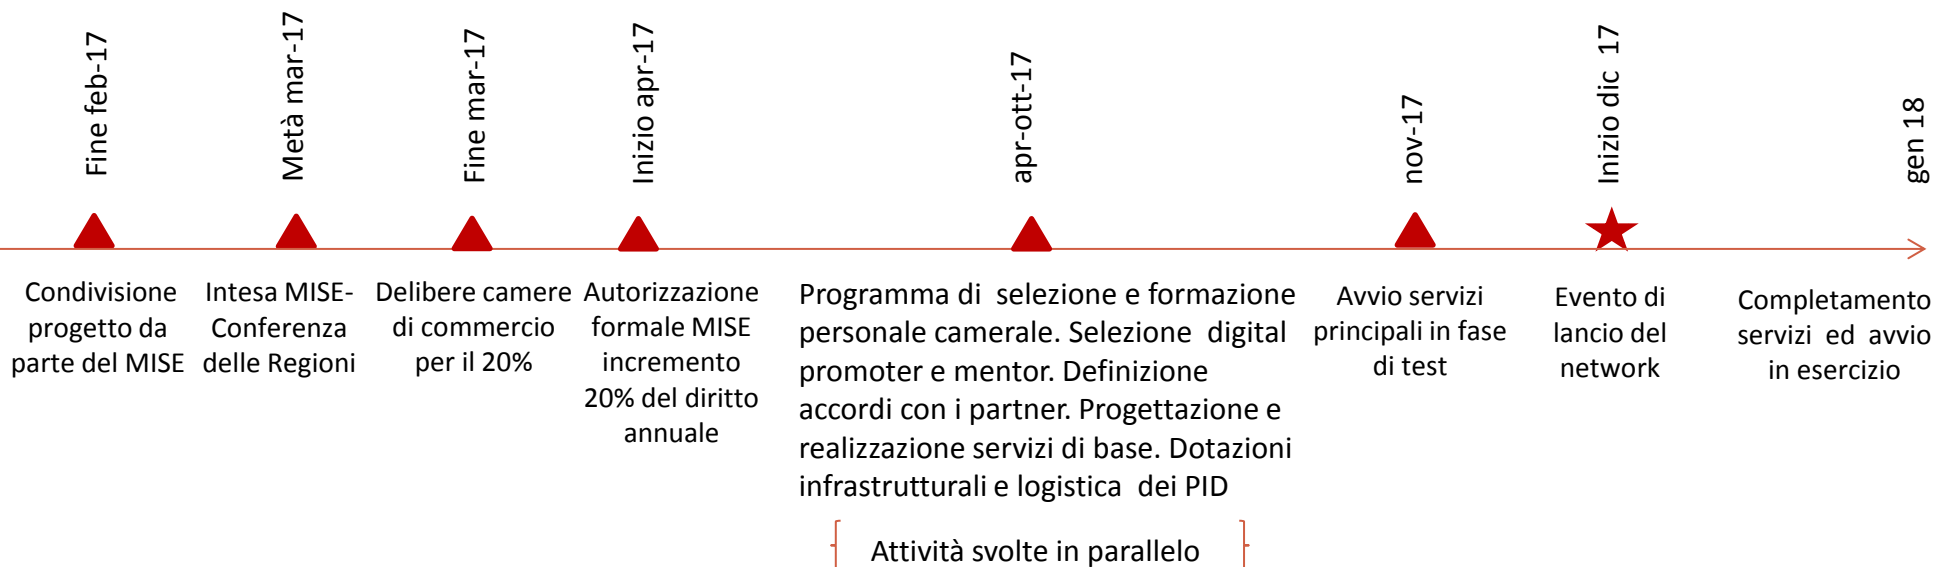 Fine feb-17
Metà mar-17
Fine mar-17
Inizio apr-17
apr-ott-17
nov-17
Inizio dic 17
gen 18
Condivisione
progetto da
parte del MISE
Intesa MISE-
Conferenza
delle Regioni
Delibere camere
di commercio
per il 20%
Autorizzazione
formale MISE
incremento
20% del diritto
annuale
Programma di selezione e formazione
personale camerale. Selezione digital
promoter e mentor. Definizione
accordi con i partner. Progettazione e
realizzazione servizi di base. Dotazioni
infrastrutturali e logistica dei PID
Avvio servizi
principali in fase
di test
Evento di
lancio del
network
Completamento
servizi ed avvio
in esercizio
Attività svolte in parallelo